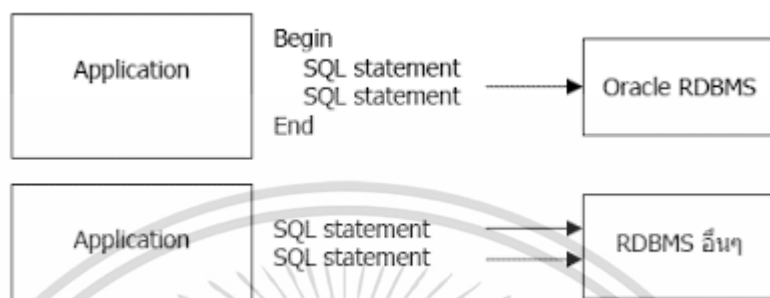 Application
Begin
SQL statement
SQL statement
End
Oracle RDBMS
Application
SQL statement
SQL statement
RDBMS อื่นๆ